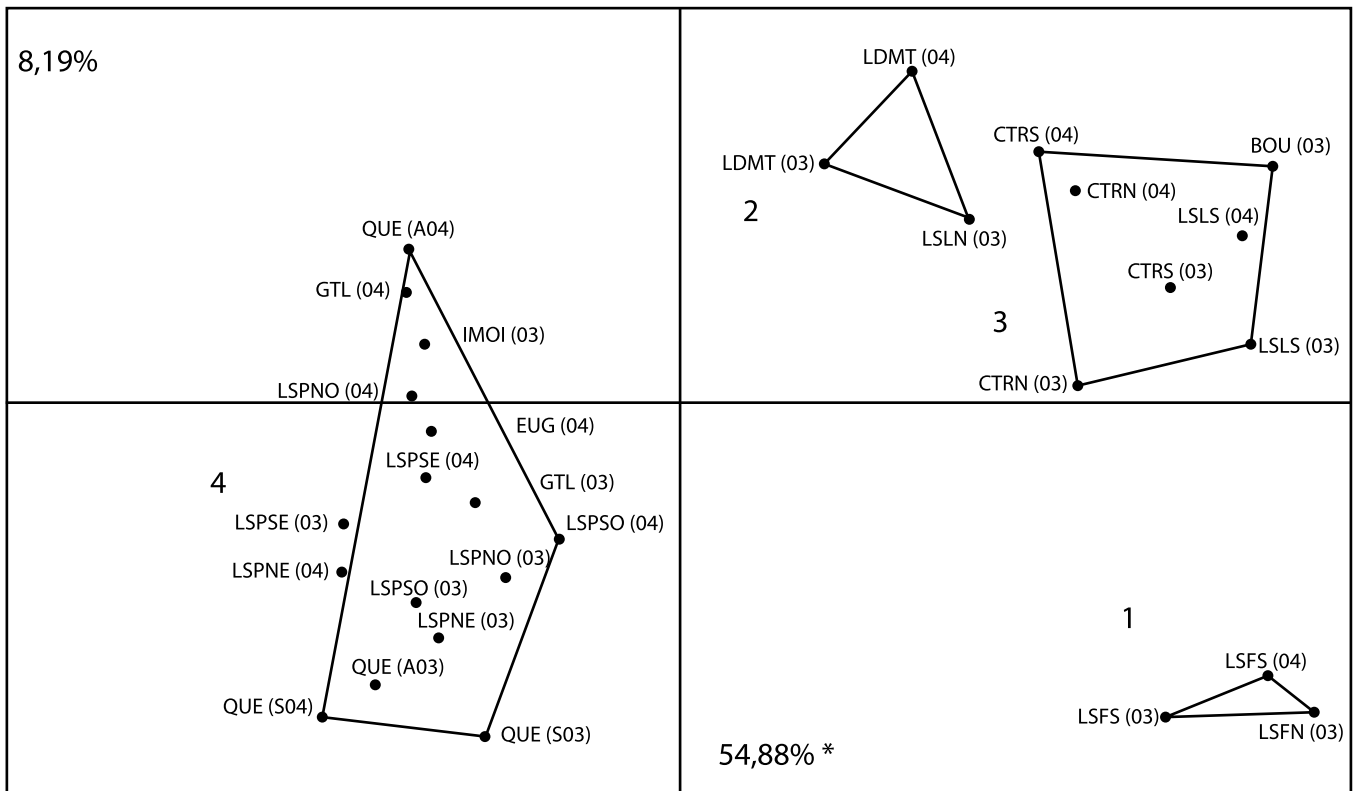 8,19%
LDMT (04)
CTRS (04)
BOU (03)
LDMT (03)
CTRN (04)
2
LSLS (04)
QUE (A04)
LSLN (03)
CTRS (03)
GTL (04)
3
IMOI (03)
LSLS (03)
CTRN (03)
LSPNO (04)
EUG (04)
LSPSE (04)
4
GTL (03)
LSPSE (03)
LSPSO (04)
LSPNO (03)
LSPNE (04)
LSPSO (03)
LSPNE (03)
1
QUE (A03)
LSFS (04)
QUE (S04)
LSFS (03)
QUE (S03)
LSFN (03)
54,88% *